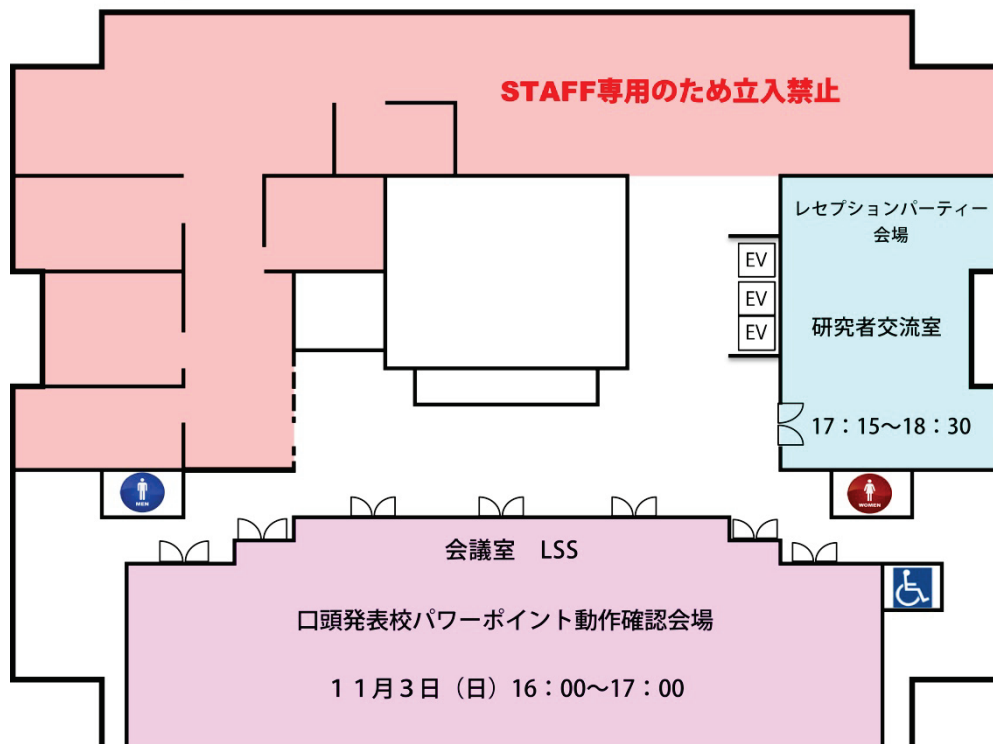 STAFF専用のため立入禁止
レセプションパーティー
会場
EV
EV
EV
研究者交流室
17：15～18：30
MEN
WOMEN
会議室　LSS
口頭発表校パワーポイント動作確認会場
１１月３日（日）16：00～17：00